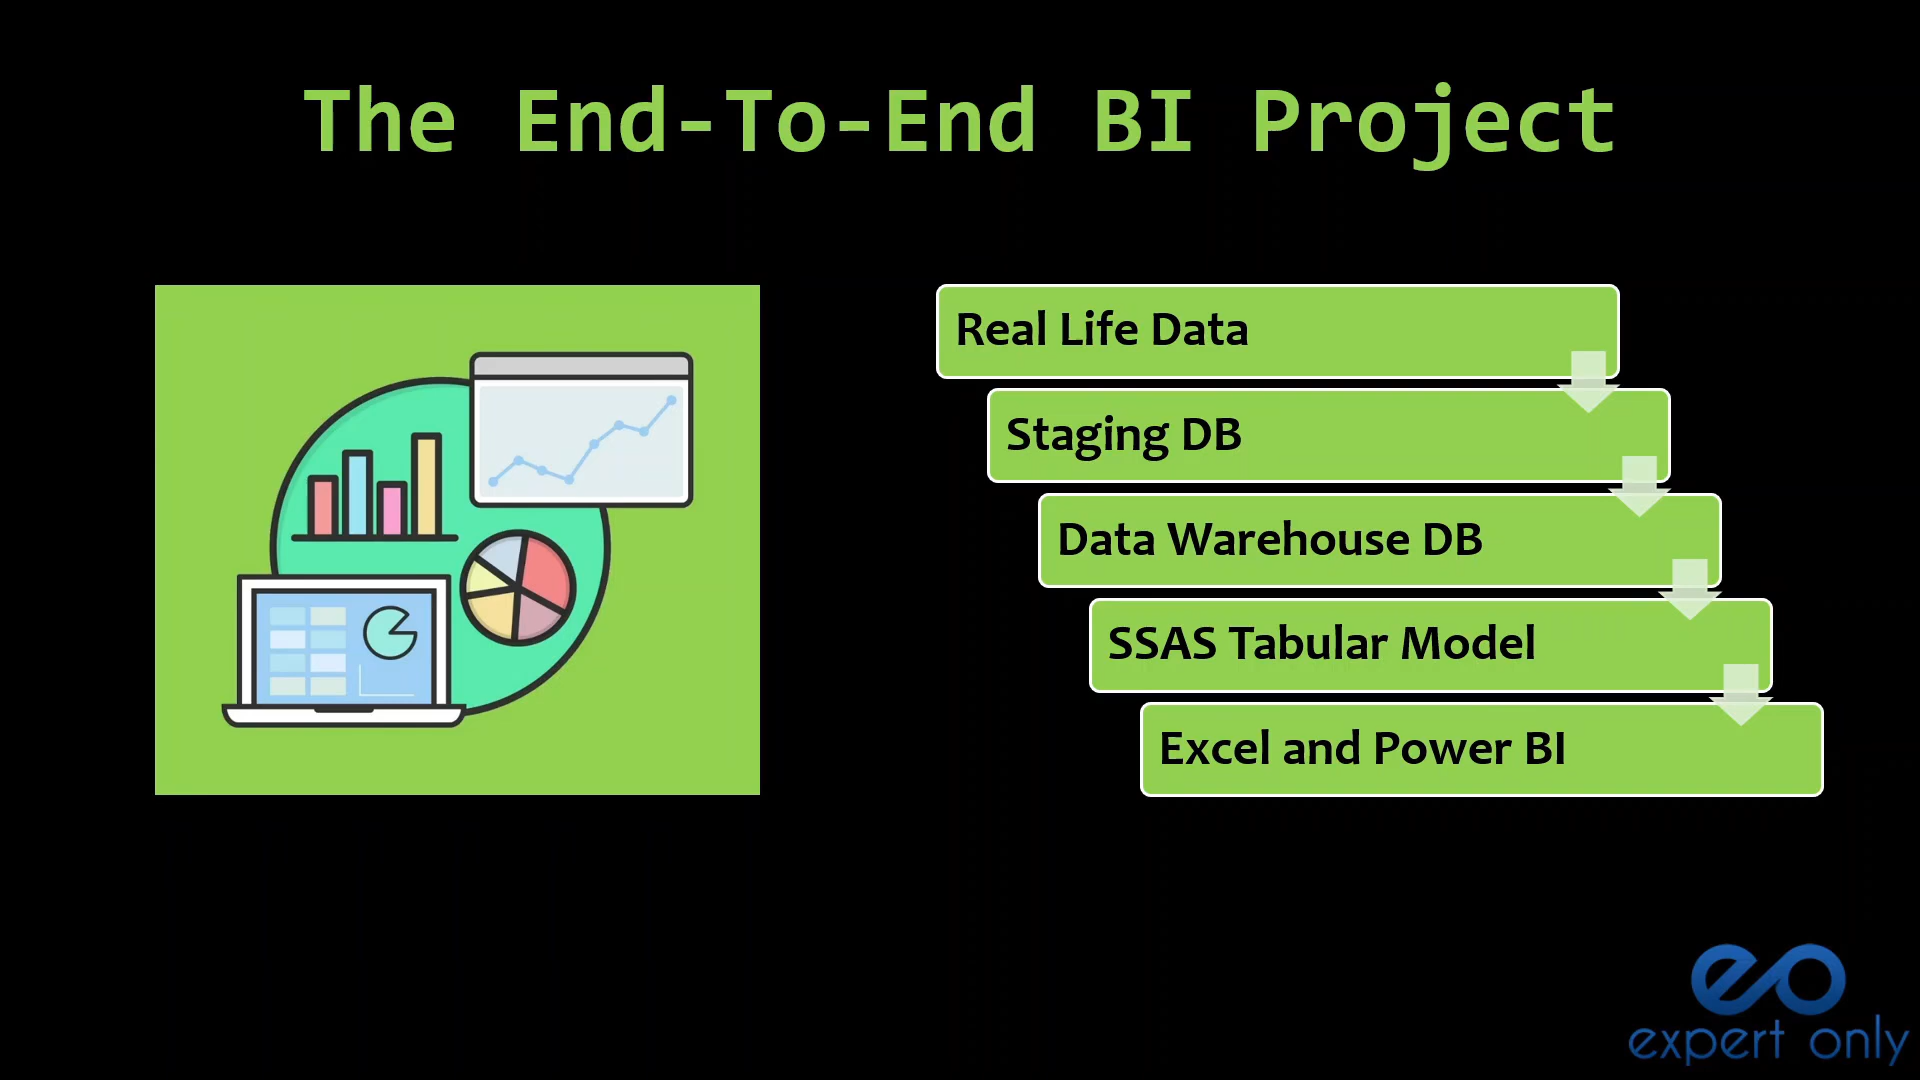 The End-To-End BI Project
Real Life Data
Staging DB
Data Warehouse DB
SSAS Tabular Model
Excel and Power BI
eo
expert only